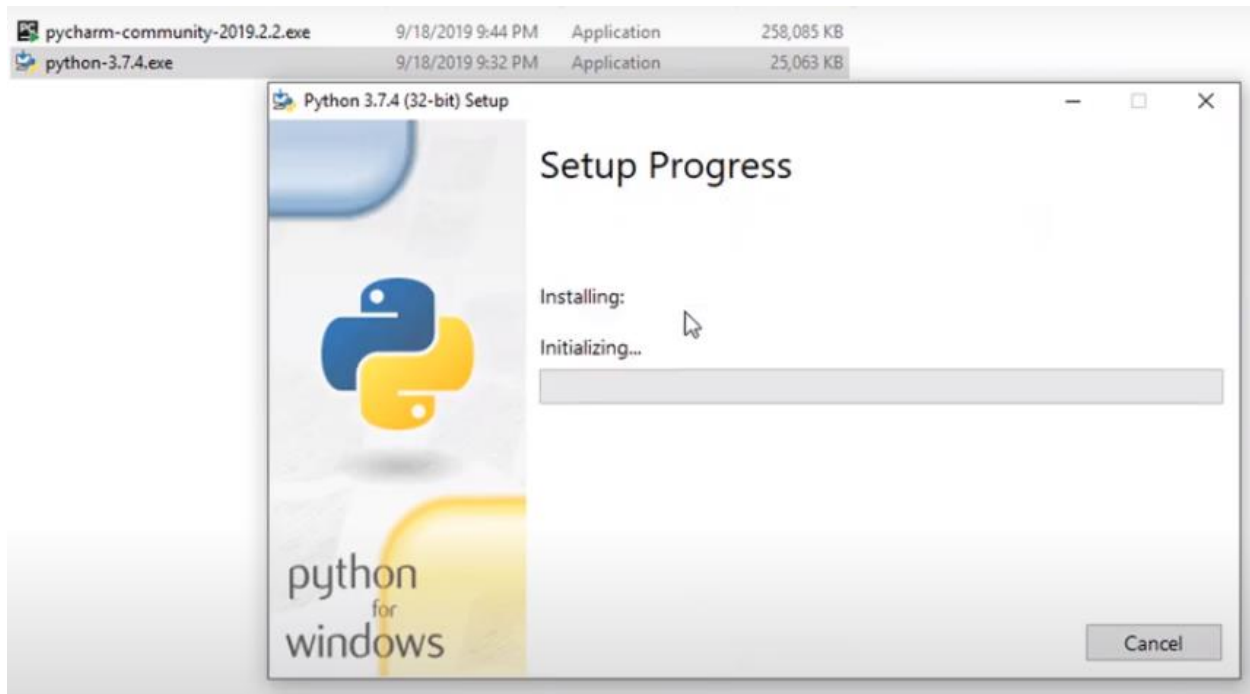 pycharm-community-2019.2.2.exe 9/18/2019 9:44 PM Application 258,085 KB
python-3.7.4.exe 9/18/2019 9:32 PM Application 25,063 KB
Python 3.7.4 (32-bit) Setup
Setup Progress
Installing:
Initializing...
python
for
windows
Cancel